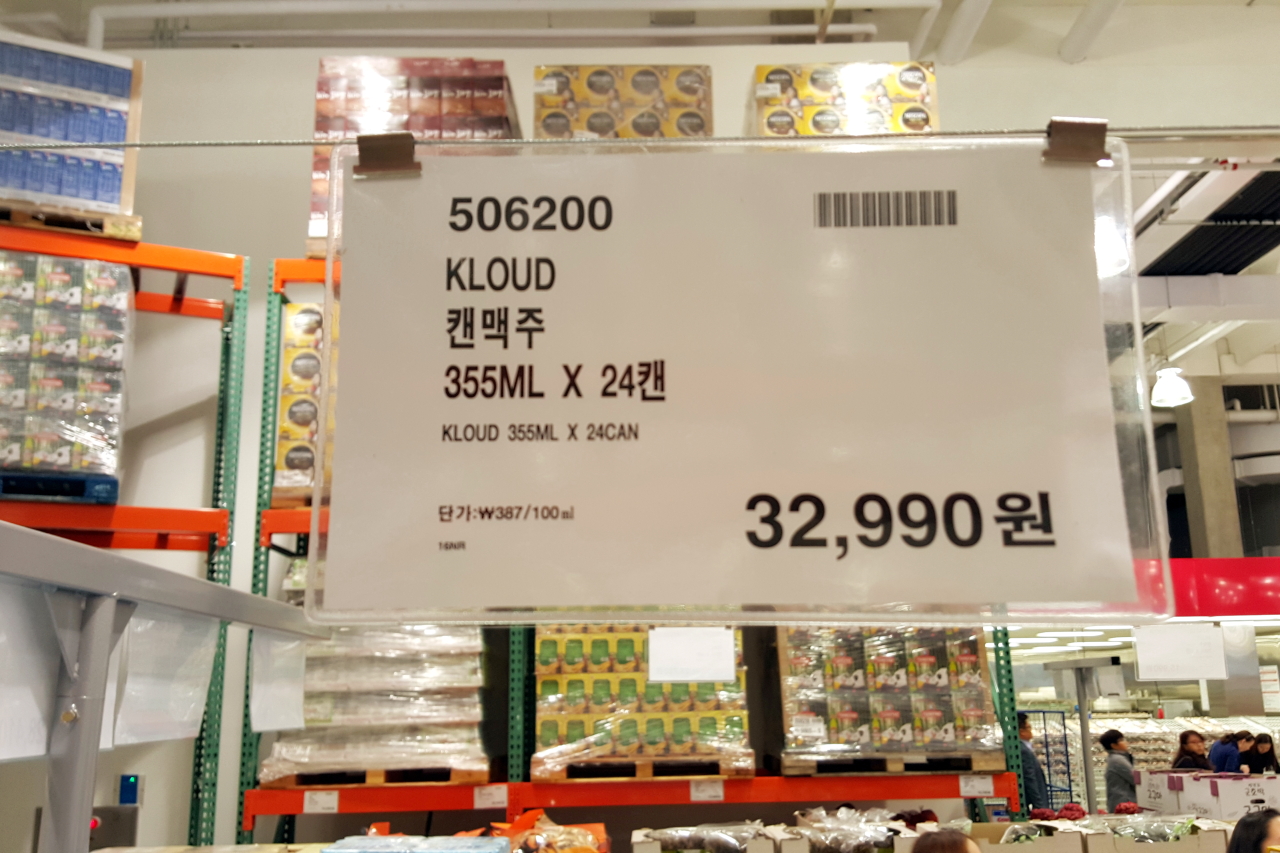 506200
KLOUD
캔맥주
355ML X 24캔
KLOUD 355ML X 24CAN
단가:₩387/100ml
16NR
32,990원